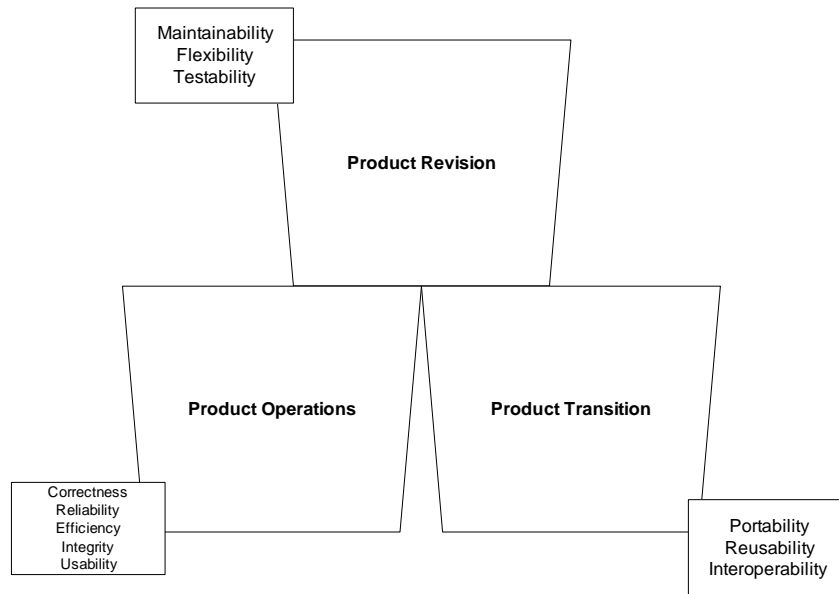 Maintainability
Flexibility
Testability
Product Revision
Product Operations
Product Transition
Correctness
Reliability
Efficiency
Integrity
Usability
Portability
Reusability
Interoperability